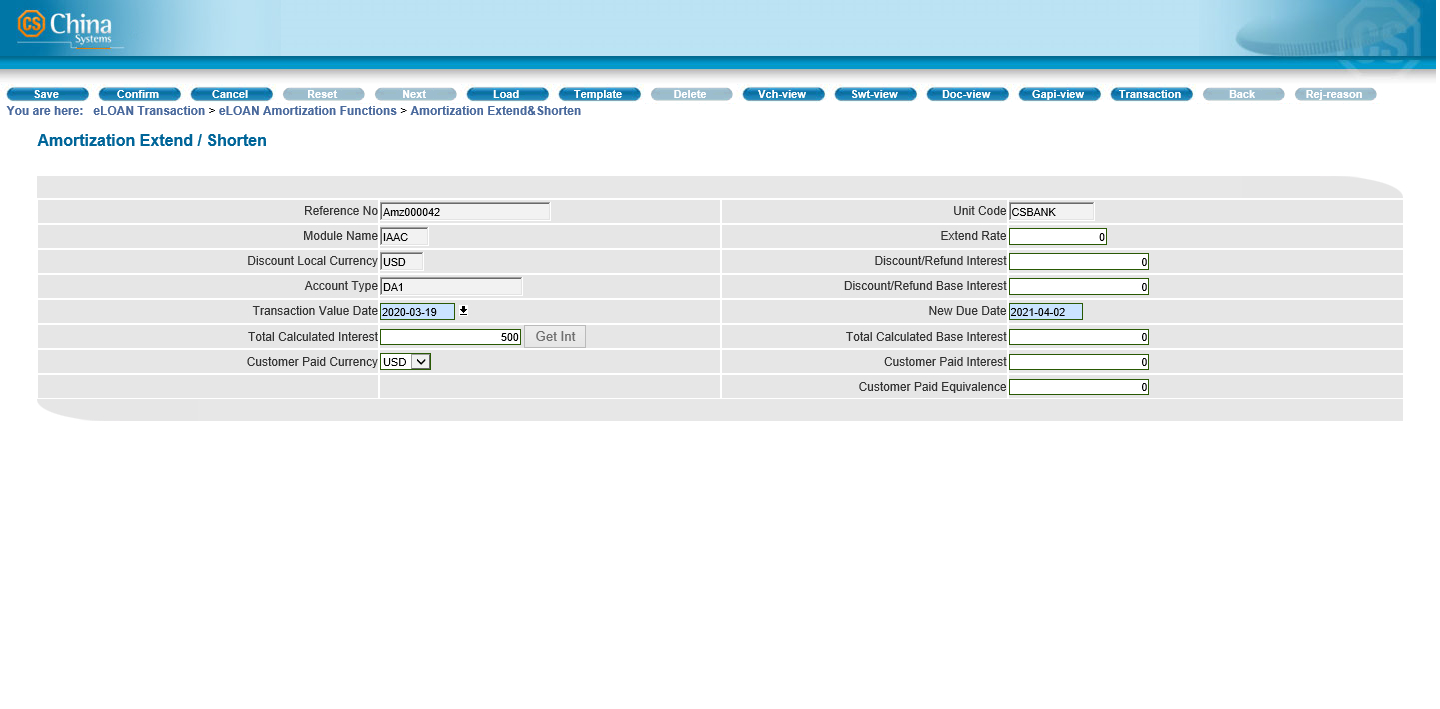 CS China
Systems
CS
Save Confirm Cancel Reset Next Load Template Delete Vch-view Swt-view Doc-view Gapi-view Transaction Back Rej-reason
You are here: eLOAN Transaction > eLOAN Amortization Functions > Amortization Extend&Shorten
Amortization Extend / Shorten
Reference No Amz000042 Unit Code CSBANK
Module Name IAAC Extend Rate 0
Discount Local Currency USD Discount/Refund Interest 0
Account Type DA1 Discount/Refund Base Interest 0
Transaction Value Date 2020-03-19 New Due Date 2021-04-02
Total Calculated Interest 500 Get Int Total Calculated Base Interest 0
Customer Paid Currency USD Customer Paid Interest 0
Customer Paid Equivalence 0